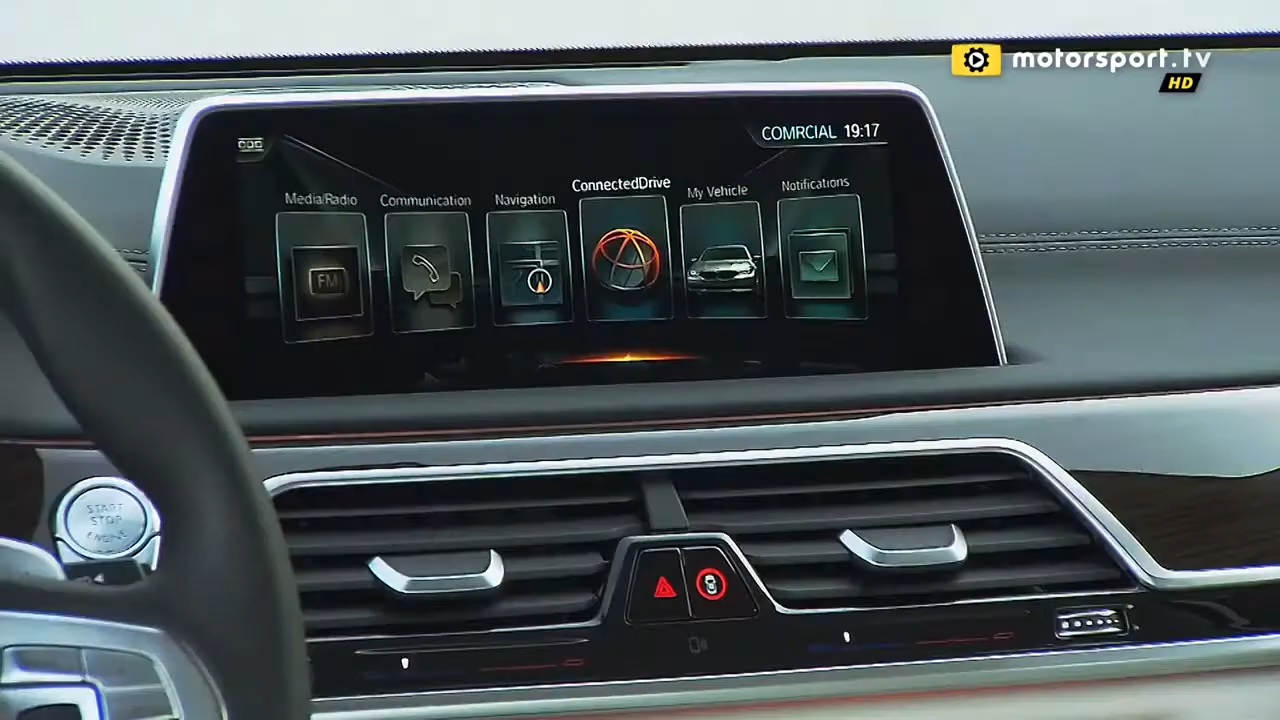 motorsport.tv
HD
COMRCIAL 19:17
Media/Radio
Communication
Navigation
ConnectedDrive
My Vehicle
Notifications
FM
START
STOP
ENGINE